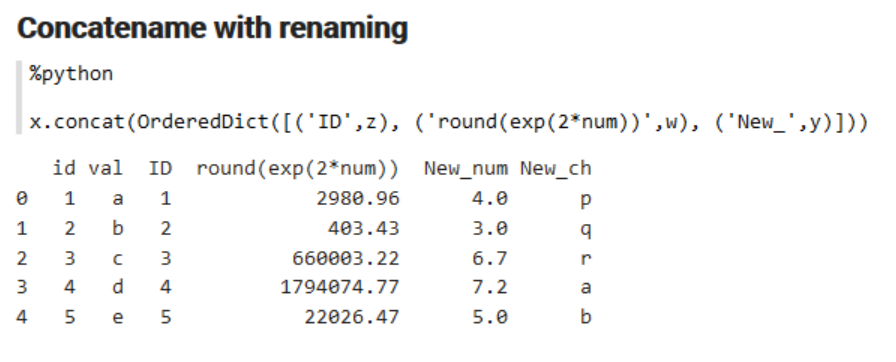 Concatename with renaming
%python
x.concat(OrderedDict([('ID',z), ('round(exp(2*num))',w), ('New_',y)]))
id val ID round(exp(2*num)) New_num New_ch
0 1 a 1 2980.96 4.0 p
1 2 b 2 403.43 3.0 q
2 3 c 3 660003.22 6.7 r
3 4 d 4 1794074.77 7.2 a
4 5 e 5 22026.47 5.0 b